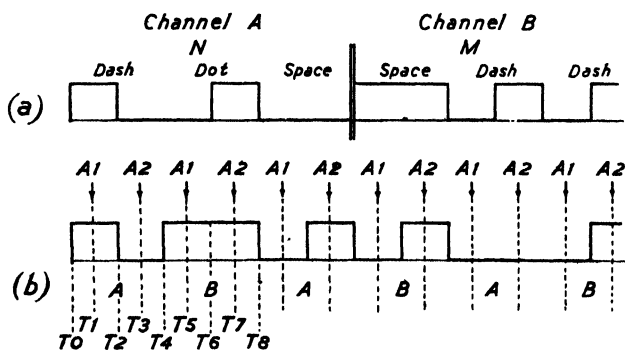 Channel A Channel B
N M
Dash Dot Space Space Dash Dash
(a)
A1 A2 A1 A2 A1 A2 A1 A2 A1 A2 A1 A2
(b)
A B A B A B
T1 T3 T5 T7
T0 T2 T4 T6 T8